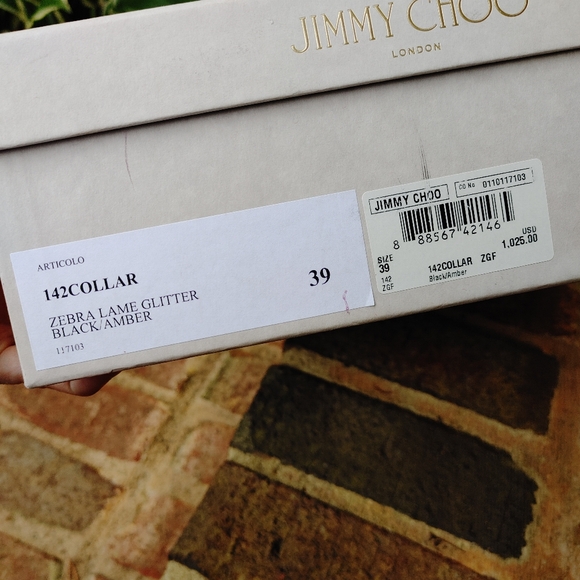 JIMMY CHOO
LONDON
ARTICOLO
142COLLAR
39
ZEBRA LAME GLITTER
BLACK/AMBER
117103
JIMMY CHOO
CO No 0110117103
8 88567 42146
SIZE
39
USD
1,025.00
142
142COLLAR ZGF
ZGF
Black/Amber